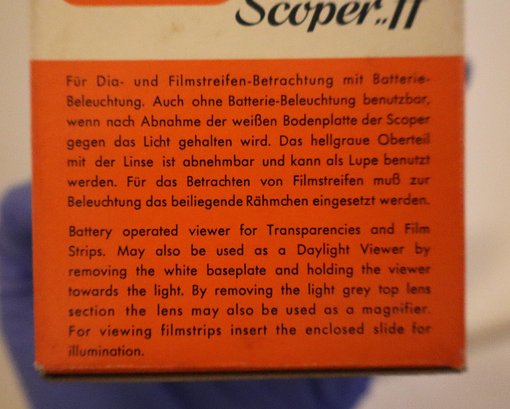 Scoper "II"
Für Dia- und Filmstreifen-Betrachtung mit Batterie-
Beleuchtung. Auch ohne Batterie-Beleuchtung benutzbar,
wenn nach Abnahme der weißen Bodenplatte der Scoper
gegen das Licht gehalten wird. Das hellgraue Oberteil
mit der Linse ist abnehmbar und kann als Lupe benutzt
werden. Für das Betrachten von Filmstreifen muß zur
Beleuchtung das beiliegende Rähmchen eingesetzt werden.
Battery operated viewer for Transparencies and Film
Strips. May also be used as a Daylight Viewer by
removing the white baseplate and holding the viewer
towards the light. By removing the light grey top lens
section the lens may also be used as a magnifier.
For viewing filmstrips insert the enclosed slide for
illumination.